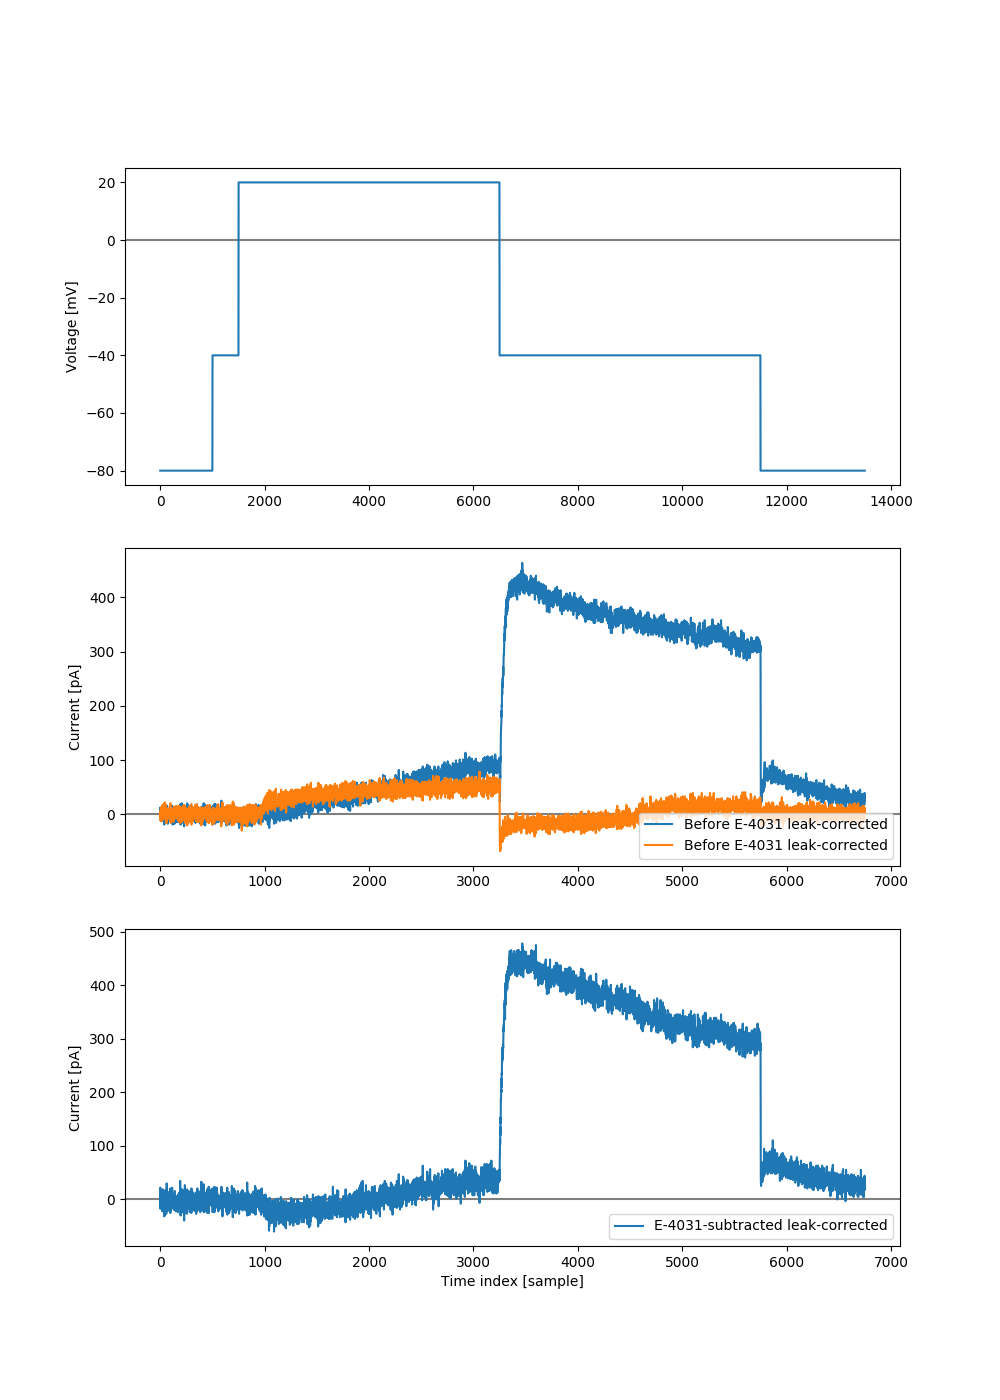 20
0
−20
−40
−60
−80
Voltage [mV]
0 2000 4000 6000 8000 10000 12000 14000
400
300
200
100
0
Current [pA]
Before E-4031 leak-corrected
Before E-4031 leak-corrected
0 1000 2000 3000 4000 5000 6000 7000
500
400
300
200
100
0
Current [pA]
E-4031-subtracted leak-corrected
0 1000 2000 3000 4000 5000 6000 7000
Time index [sample]